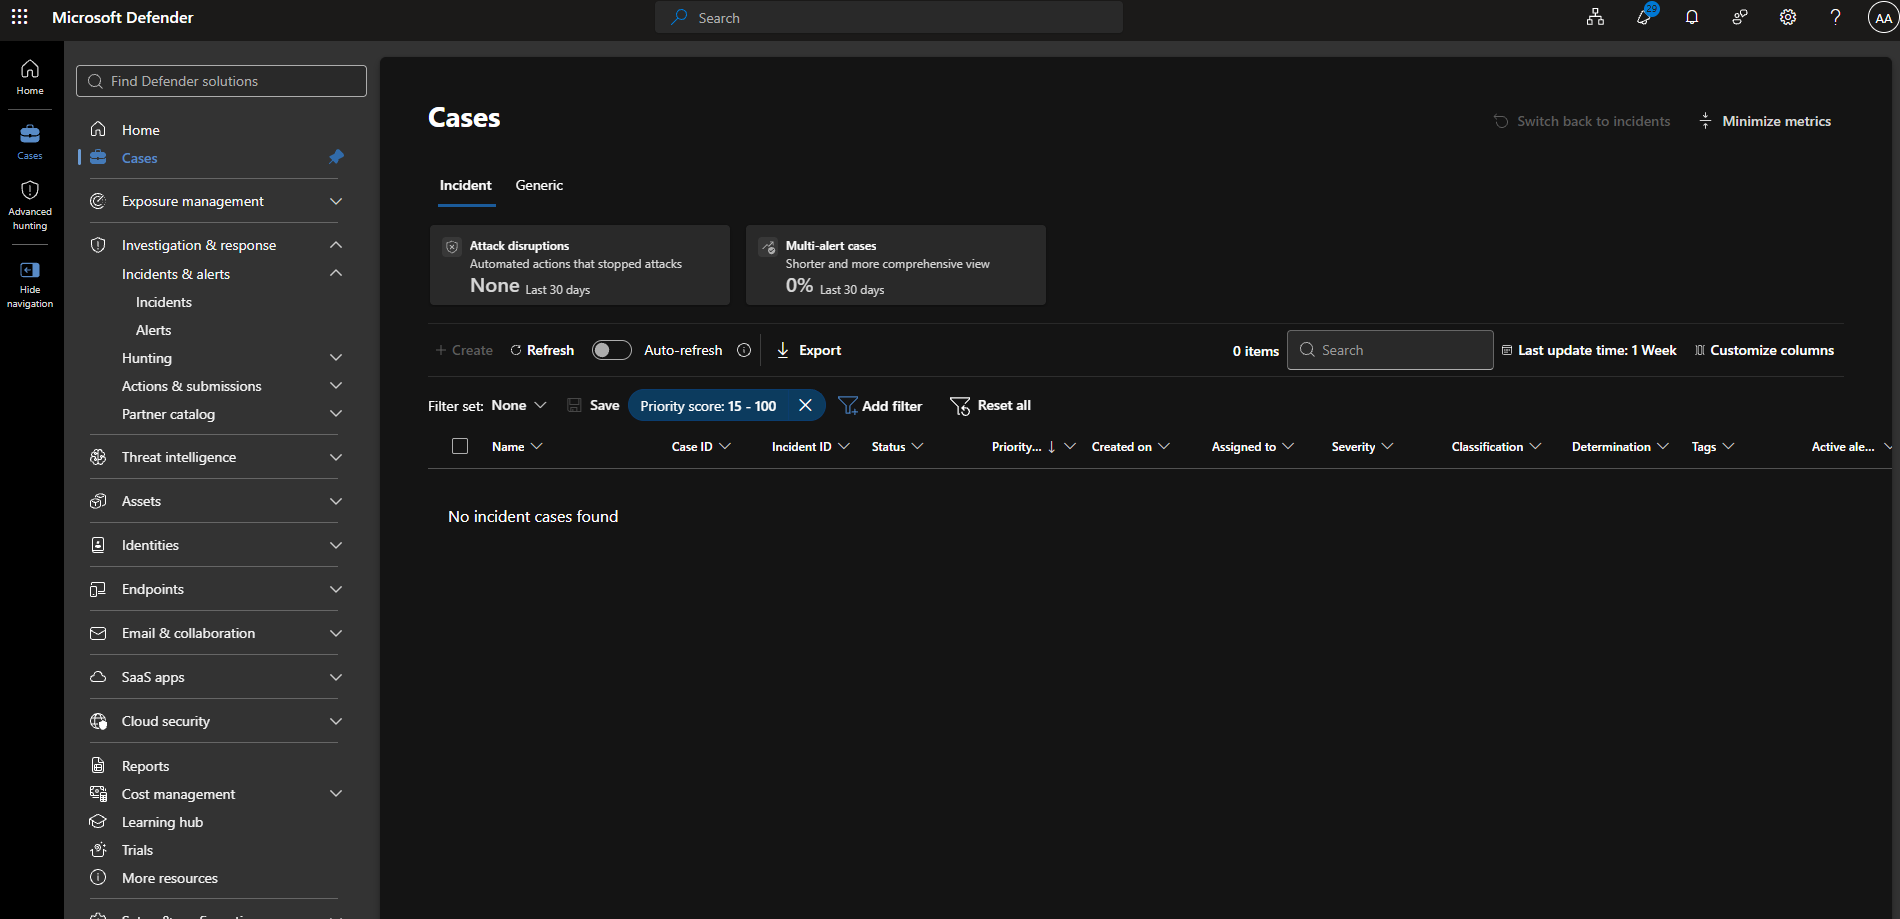 Microsoft Defender
Search
29
AA
Home
Cases
Advanced
hunting
Hide
navigation
Find Defender solutions
Home
Cases
Exposure management
Investigation & response
Incidents & alerts
Incidents
Alerts
Hunting
Actions & submissions
Partner catalog
Threat intelligence
Assets
Identities
Endpoints
Email & collaboration
SaaS apps
Cloud security
Reports
Cost management
Learning hub
Trials
More resources
Cases
Switch back to incidents
Minimize metrics
Incident
Generic
Attack disruptions
Automated actions that stopped attacks
None Last 30 days
Multi-alert cases
Shorter and more comprehensive view
0% Last 30 days
Create
Refresh
Auto-refresh
Export
0 items
Search
Last update time: 1 Week
Customize columns
Filter set: None
Save
Priority score: 15 - 100
Add filter
Reset all
Name
Case ID
Incident ID
Status
Priority...
Created on
Assigned to
Severity
Classification
Determination
Tags
Active ale...
No incident cases found